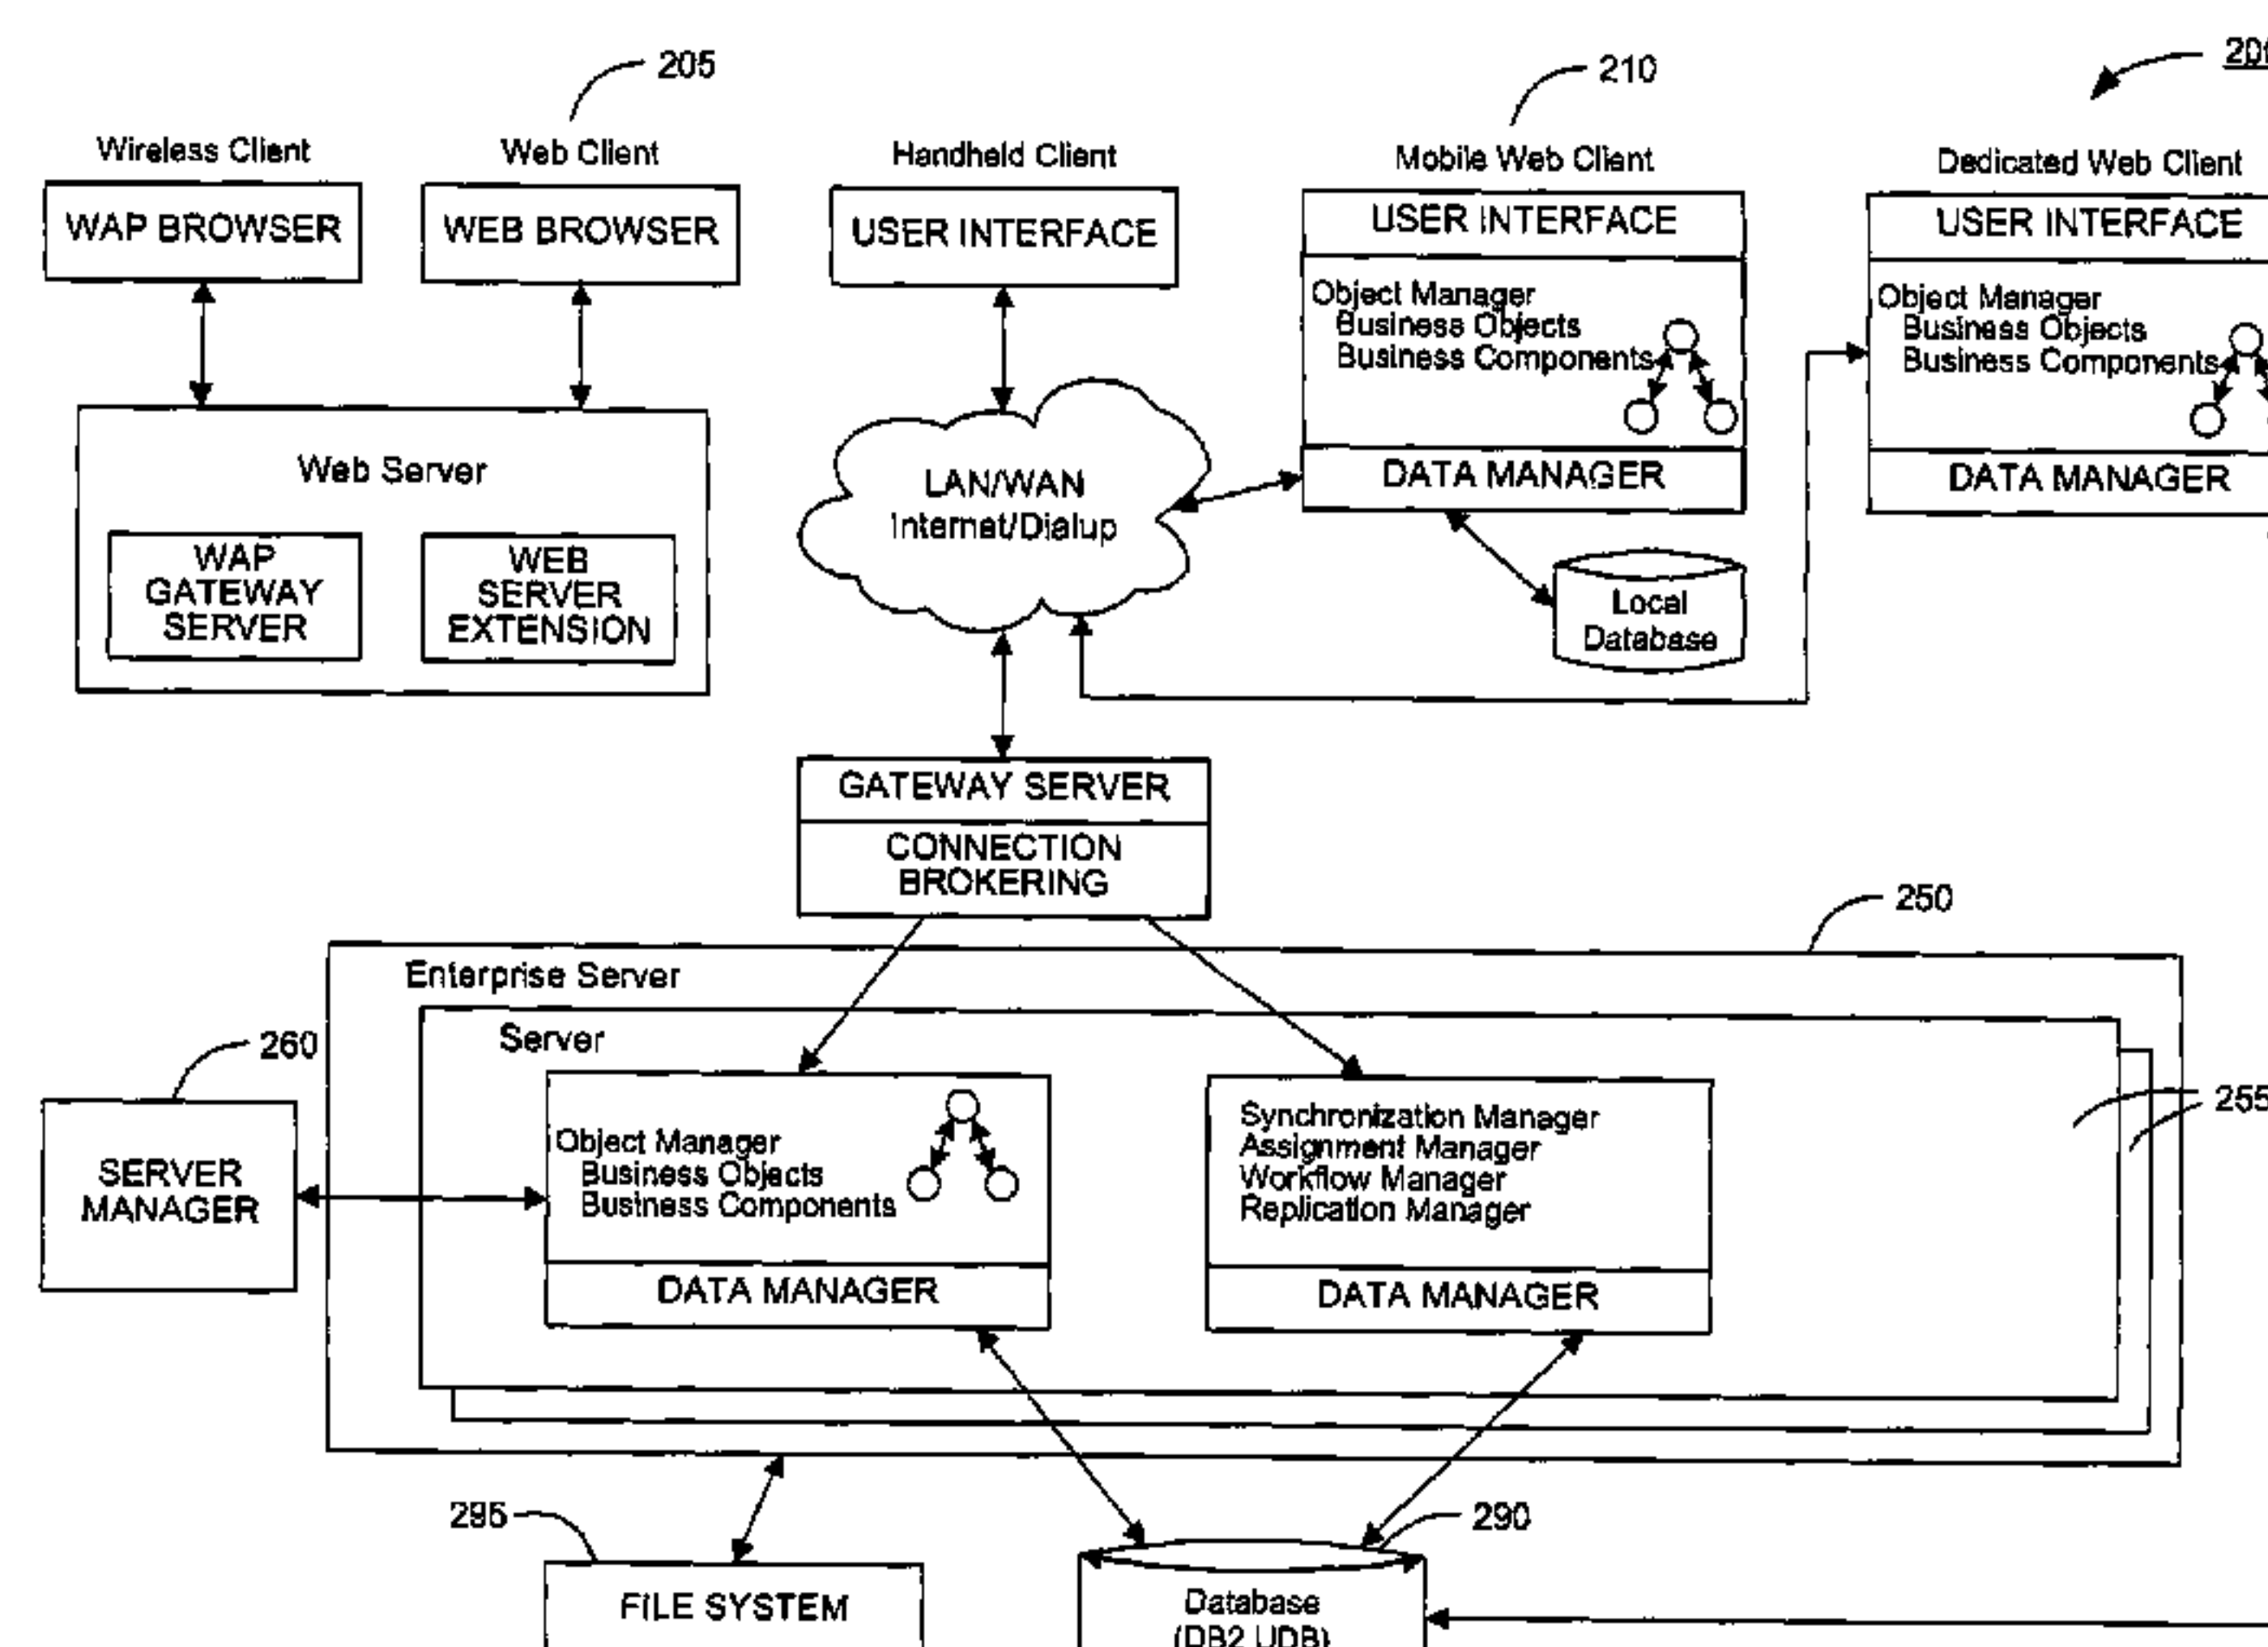 205
210
Wireless Client
Web Client
Handheld Client
Mobile Web Client
Dedicated Web Client
WAP BROWSER
WEB BROWSER
USER INTERFACE
USER INTERFACE
USER INTERFACE
Object Manager
Business Objects
Business Components
Object Manager
Business Objects
Business Components
DATA MANAGER
DATA MANAGER
Web Server
WAP
GATEWAY
SERVER
WEB
SERVER
EXTENSION
LAN/WAN
Internet/Dialup
Local
Database
GATEWAY SERVER
CONNECTION
BROKERING
250
Enterprise Server
Server
260
255
SERVER
MANAGER
Object Manager
Business Objects
Business Components
DATA MANAGER
Synchronization Manager
Assignment Manager
Workflow Manager
Replication Manager
DATA MANAGER
295
290
FILE SYSTEM
Database
(DB2 UDB)